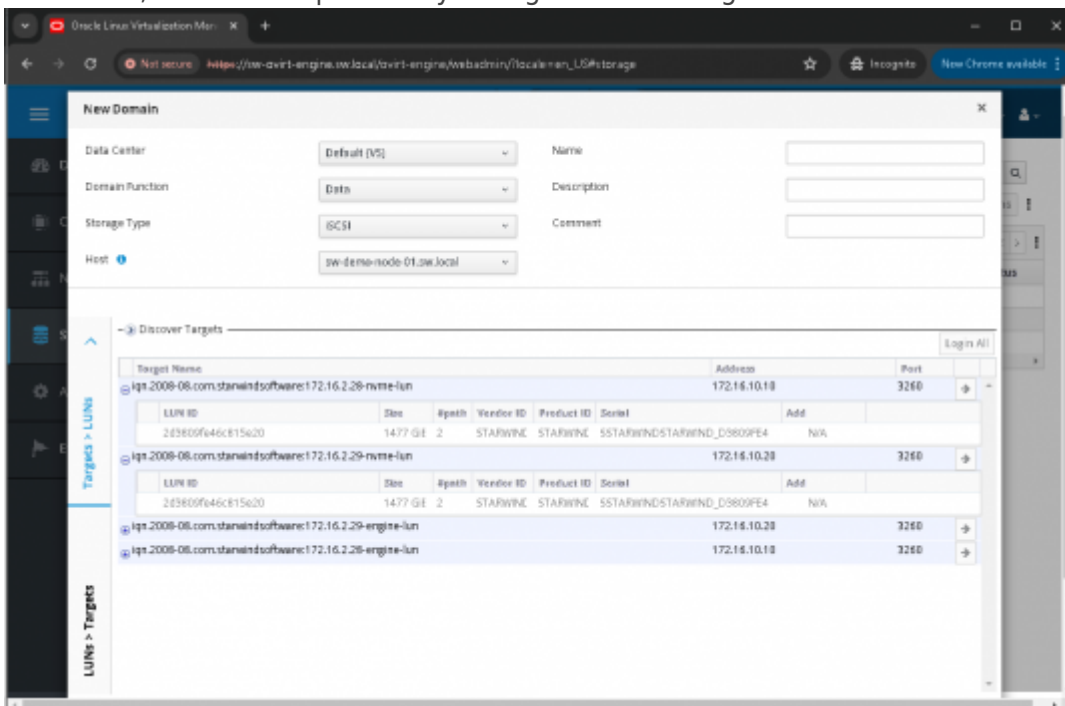 Oracle Linux Virtualization Man
Not secure https://sw-ovirt-engine.sw.local/ovirt-engine/webadmin/?locale=en_US#storage
Incognito
New Chrome available
New Domain
Data Center Default (V5) Name
Domain Function Data Description
Storage Type iSCSI Comment
Host sw-demo-node-01.sw.local
Discover Targets
Login All
Target Name Address Port
iqn.2008-08.com.starwindsoftware:172.16.2.28-nvme-lun 172.16.10.10 3260
LUN ID Size #path Vendor ID Product ID Serial Add
2d3809fe46c815e20 1477 GiB 2 STARWIND STARWIND SSTARWINDSTARWIND_D3809FE4 N/A
iqn.2008-08.com.starwindsoftware:172.16.2.29-nvme-lun 172.16.10.20 3260
LUN ID Size #path Vendor ID Product ID Serial Add
2d3809fe46c815e20 1477 GiB 2 STARWIND STARWIND SSTARWINDSTARWIND_D3809FE4 N/A
iqn.2008-08.com.starwindsoftware:172.16.2.29-engine-lun 172.16.10.20 3260
iqn.2008-08.com.starwindsoftware:172.16.2.28-engine-lun 172.16.10.10 3260
Targets > LUNs
LUNs > Targets